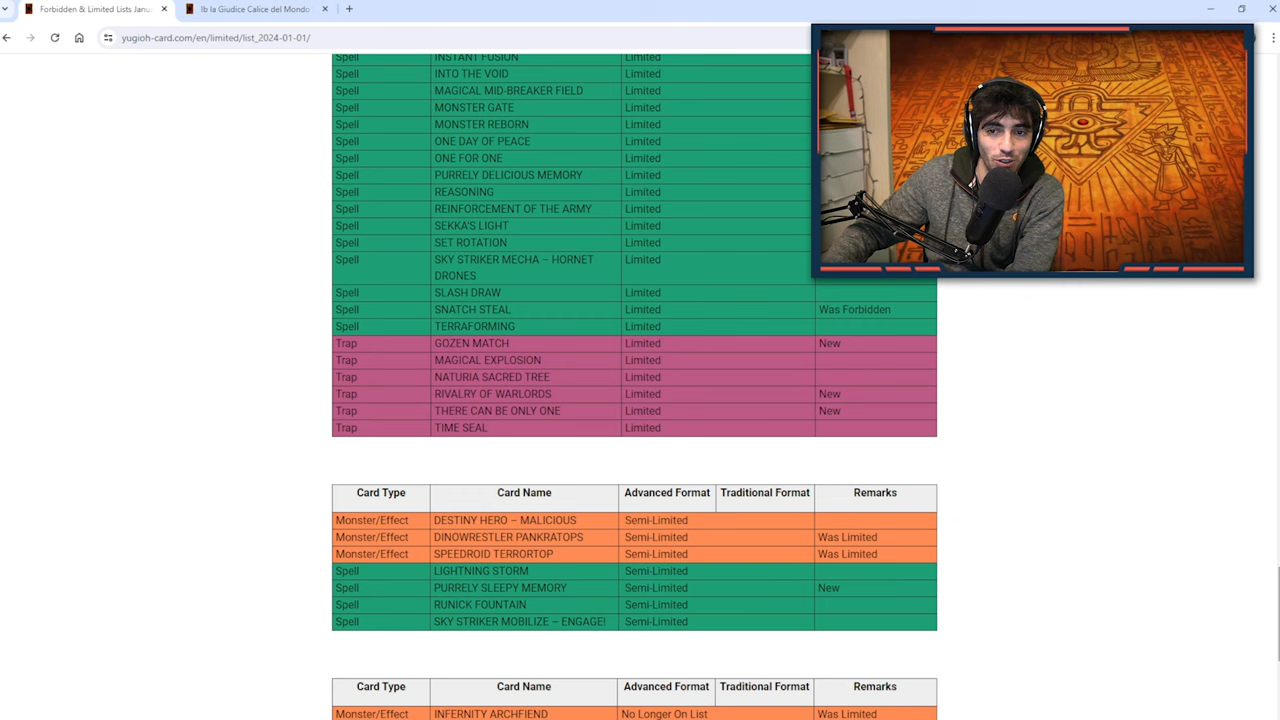 Forbidden & Limited Lists Janu
Ib la Giudice Calice del Mondo
yugioh-card.com/en/limited/list_2024-01-01/
Spell INSTANT FUSION Limited
Spell INTO THE VOID Limited
Spell MAGICAL MID-BREAKER FIELD Limited
Spell MONSTER GATE Limited
Spell MONSTER REBORN Limited
Spell ONE DAY OF PEACE Limited
Spell ONE FOR ONE Limited
Spell PURRELY DELICIOUS MEMORY Limited
Spell REASONING Limited
Spell REINFORCEMENT OF THE ARMY Limited
Spell SEKKA'S LIGHT Limited
Spell SET ROTATION Limited
Spell SKY STRIKER MECHA – HORNET Limited
DRONES
Spell SLASH DRAW Limited
Spell SNATCH STEAL Limited Was Forbidden
Spell TERRAFORMING Limited
Trap GOZEN MATCH Limited New
Trap MAGICAL EXPLOSION Limited
Trap NATURIA SACRED TREE Limited
Trap RIVALRY OF WARLORDS Limited New
Trap THERE CAN BE ONLY ONE Limited New
Trap TIME SEAL Limited
Card Type Card Name Advanced Format Traditional Format Remarks
Monster/Effect DESTINY HERO – MALICIOUS Semi-Limited
Monster/Effect DINOWRESTLER PANKRATOPS Semi-Limited Was Limited
Monster/Effect SPEEDROID TERRORTOP Semi-Limited Was Limited
Spell LIGHTNING STORM Semi-Limited
Spell PURRELY SLEEPY MEMORY Semi-Limited New
Spell RUNICK FOUNTAIN Semi-Limited
Spell SKY STRIKER MOBILIZE – ENGAGE! Semi-Limited
Card Type Card Name Advanced Format Traditional Format Remarks
Monster/Effect INFERNITY ARCHFIEND No Longer On List Was Limited